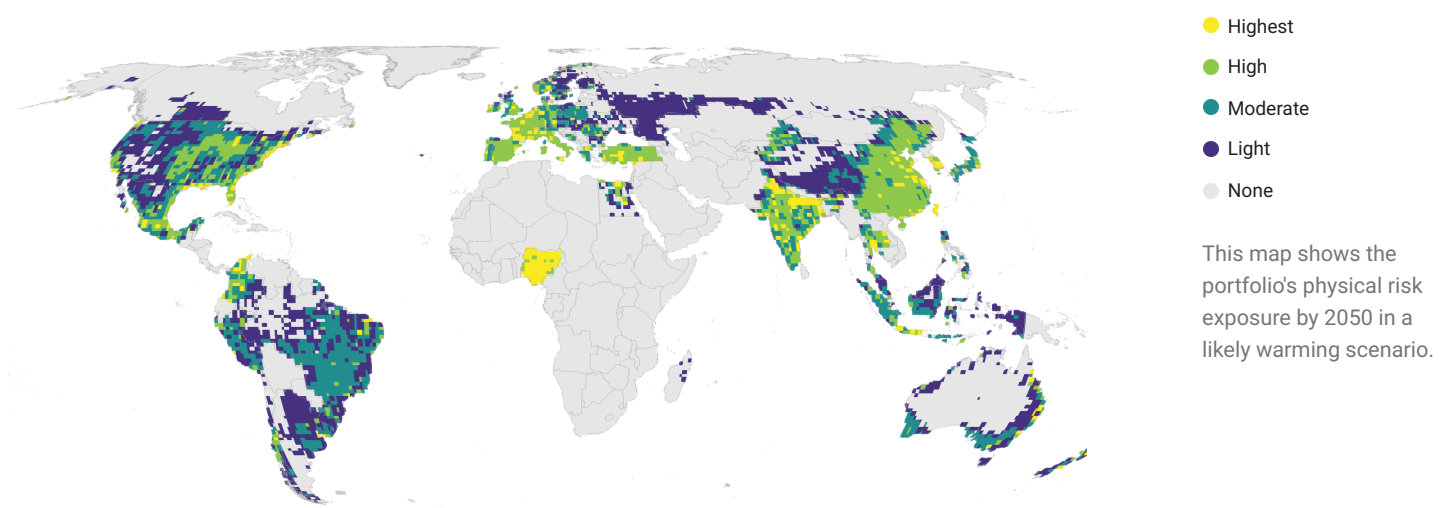 Highest
High
Moderate
Light
None
This map shows the
portfolio's physical risk
exposure by 2050 in a
likely warming scenario.